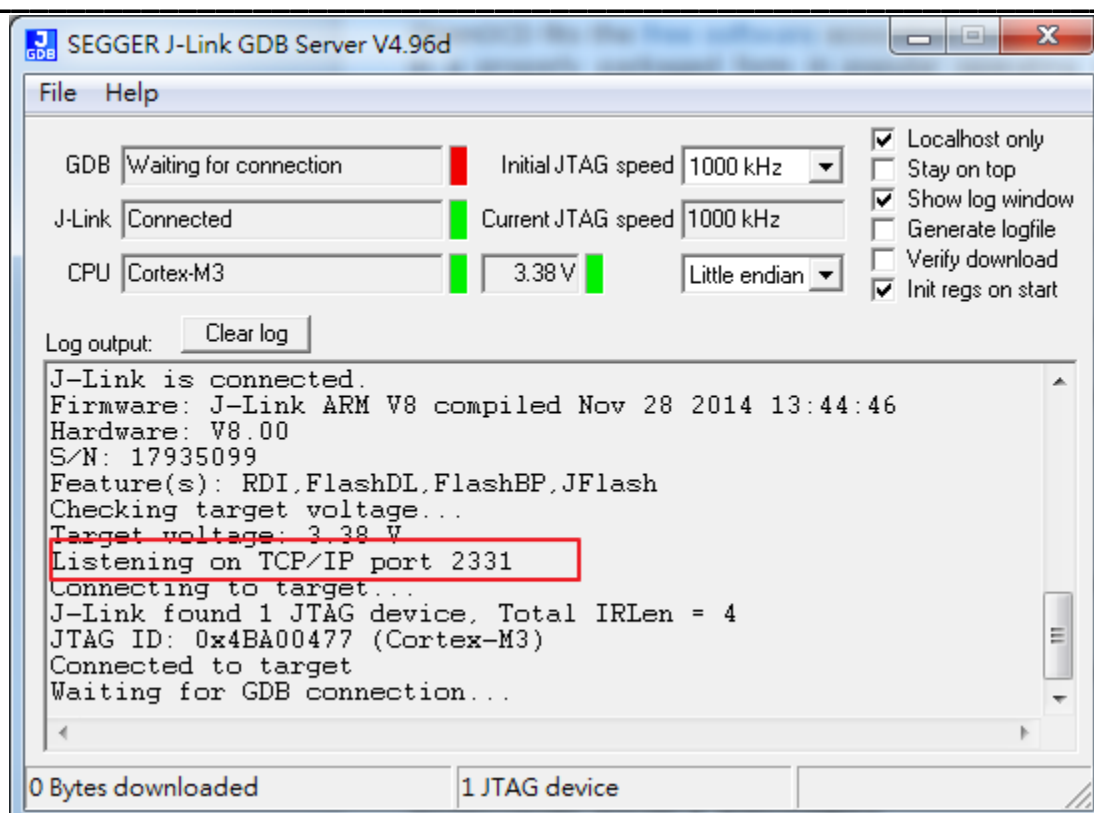 SEGGER J-Link GDB Server V4.96d
File Help
GDB Waiting for connection Initial JTAG speed 1000 kHz
J-Link Connected Current JTAG speed 1000 kHz
CPU Cortex-M3 3.38 V Little endian
Localhost only
Stay on top
Show log window
Generate logfile
Verify download
Init regs on start
Log output: Clear log
J-Link is connected.
Firmware: J-Link ARM V8 compiled Nov 28 2014 13:44:46
Hardware: V8.00
S/N: 17935099
Feature(s): RDI,FlashDL,FlashBP,JFlash
Checking target voltage...
Target voltage: 3.38 V
Listening on TCP/IP port 2331
Connecting to target...
J-Link found 1 JTAG device, Total IRLen = 4
JTAG ID: 0x4BA00477 (Cortex-M3)
Connected to target
Waiting for GDB connection...
0 Bytes downloaded 1 JTAG device